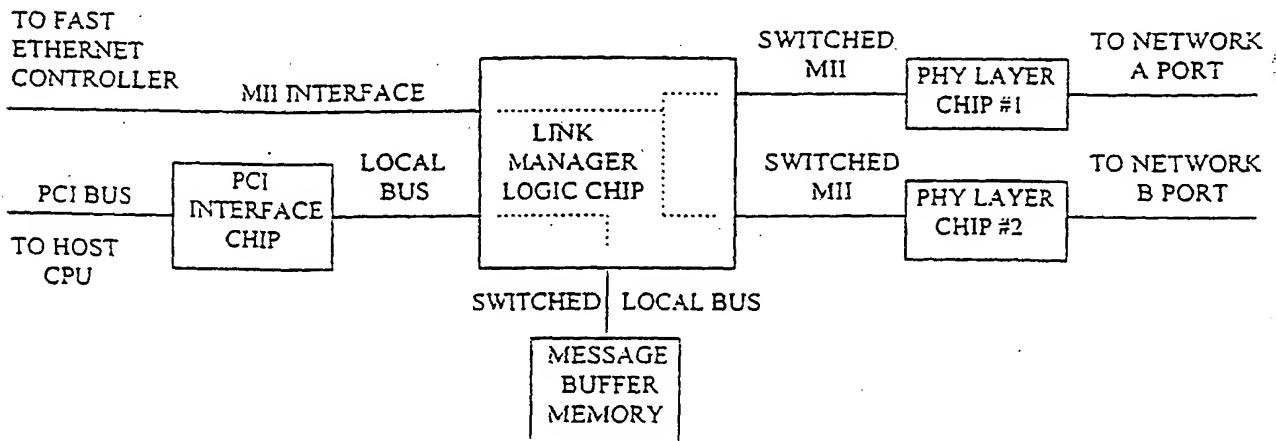 TO FAST
ETHERNET
CONTROLLER
MII INTERFACE
SWITCHED
MII
PHY LAYER
CHIP #1
TO NETWORK
A PORT
LINK
MANAGER
LOGIC CHIP
PCI BUS
TO HOST
CPU
PCI
INTERFACE
CHIP
LOCAL
BUS
SWITCHED
MII
PHY LAYER
CHIP #2
TO NETWORK
B PORT
SWITCHED
LOCAL BUS
MESSAGE
BUFFER
MEMORY